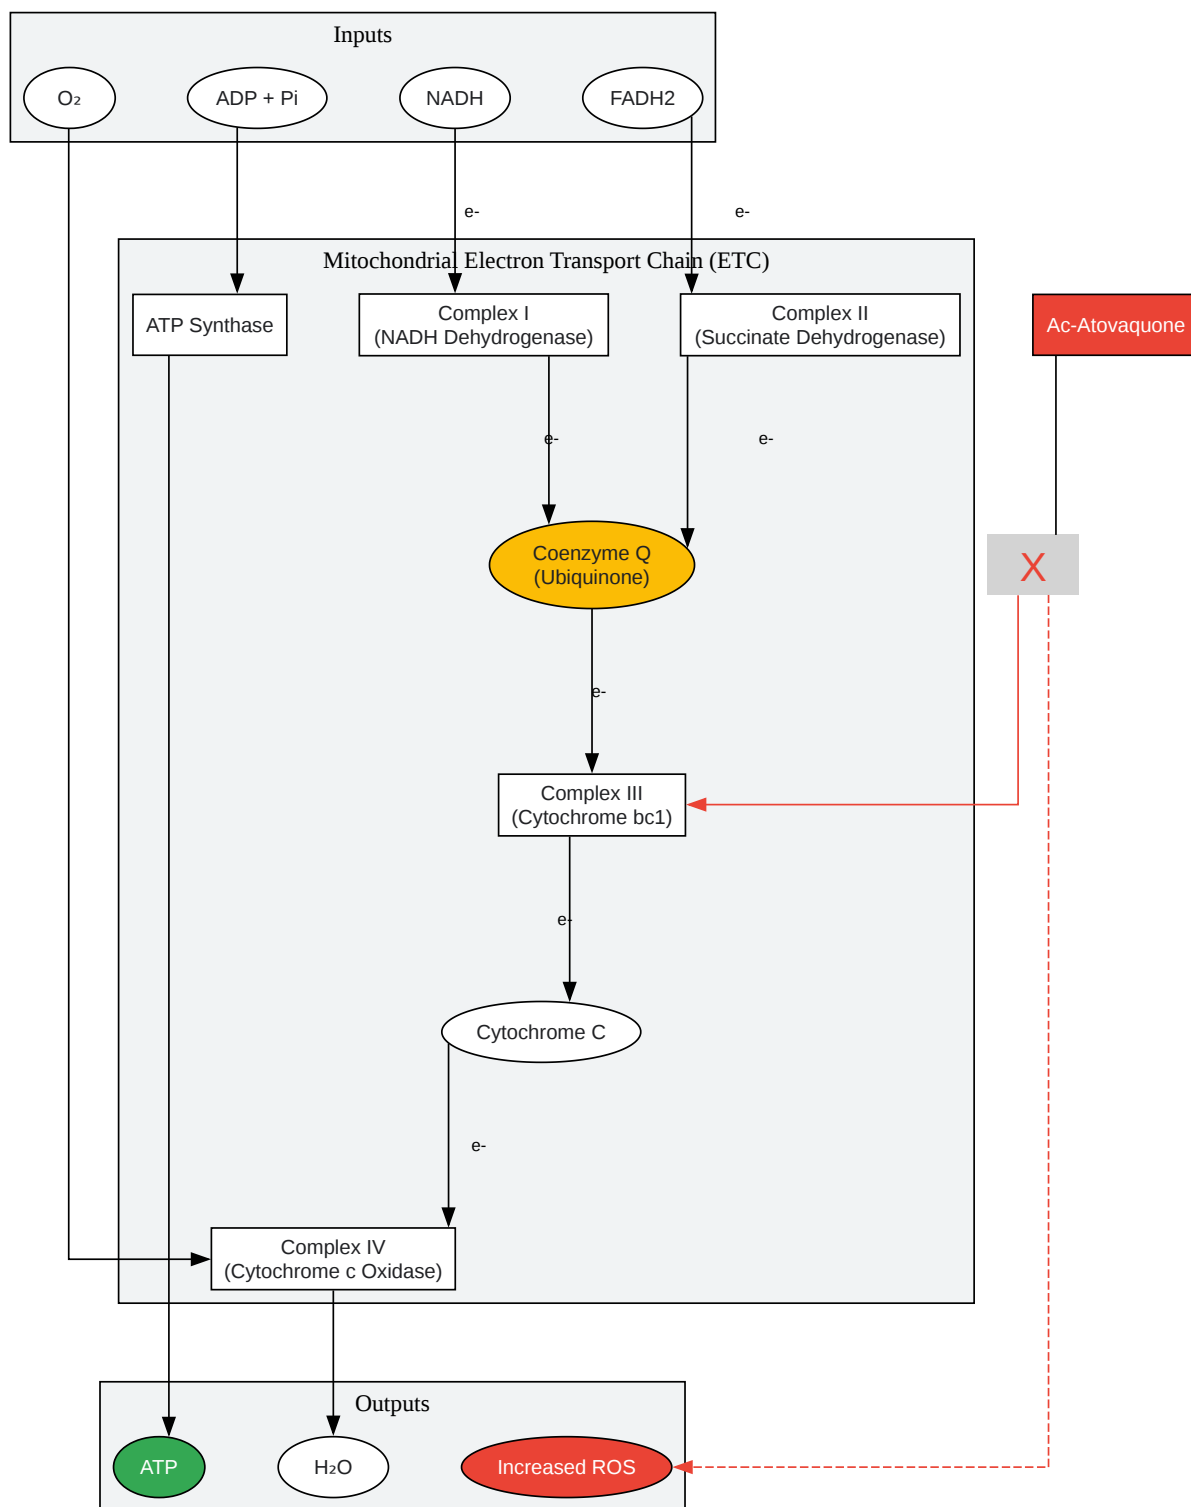 Inputs
O₂
ADP + Pi
NADH
FADH2
e-
e-
Mitochondrial Electron Transport Chain (ETC)
ATP Synthase
Complex I
(NADH Dehydrogenase)
Complex II
(Succinate Dehydrogenase)
Ac-Atovaquone
e-
e-
Coenzyme Q
(Ubiquinone)
X
e-
Complex III
(Cytochrome bc1)
e-
Cytochrome C
e-
Complex IV
(Cytochrome c Oxidase)
Outputs
ATP
H₂O
Increased ROS